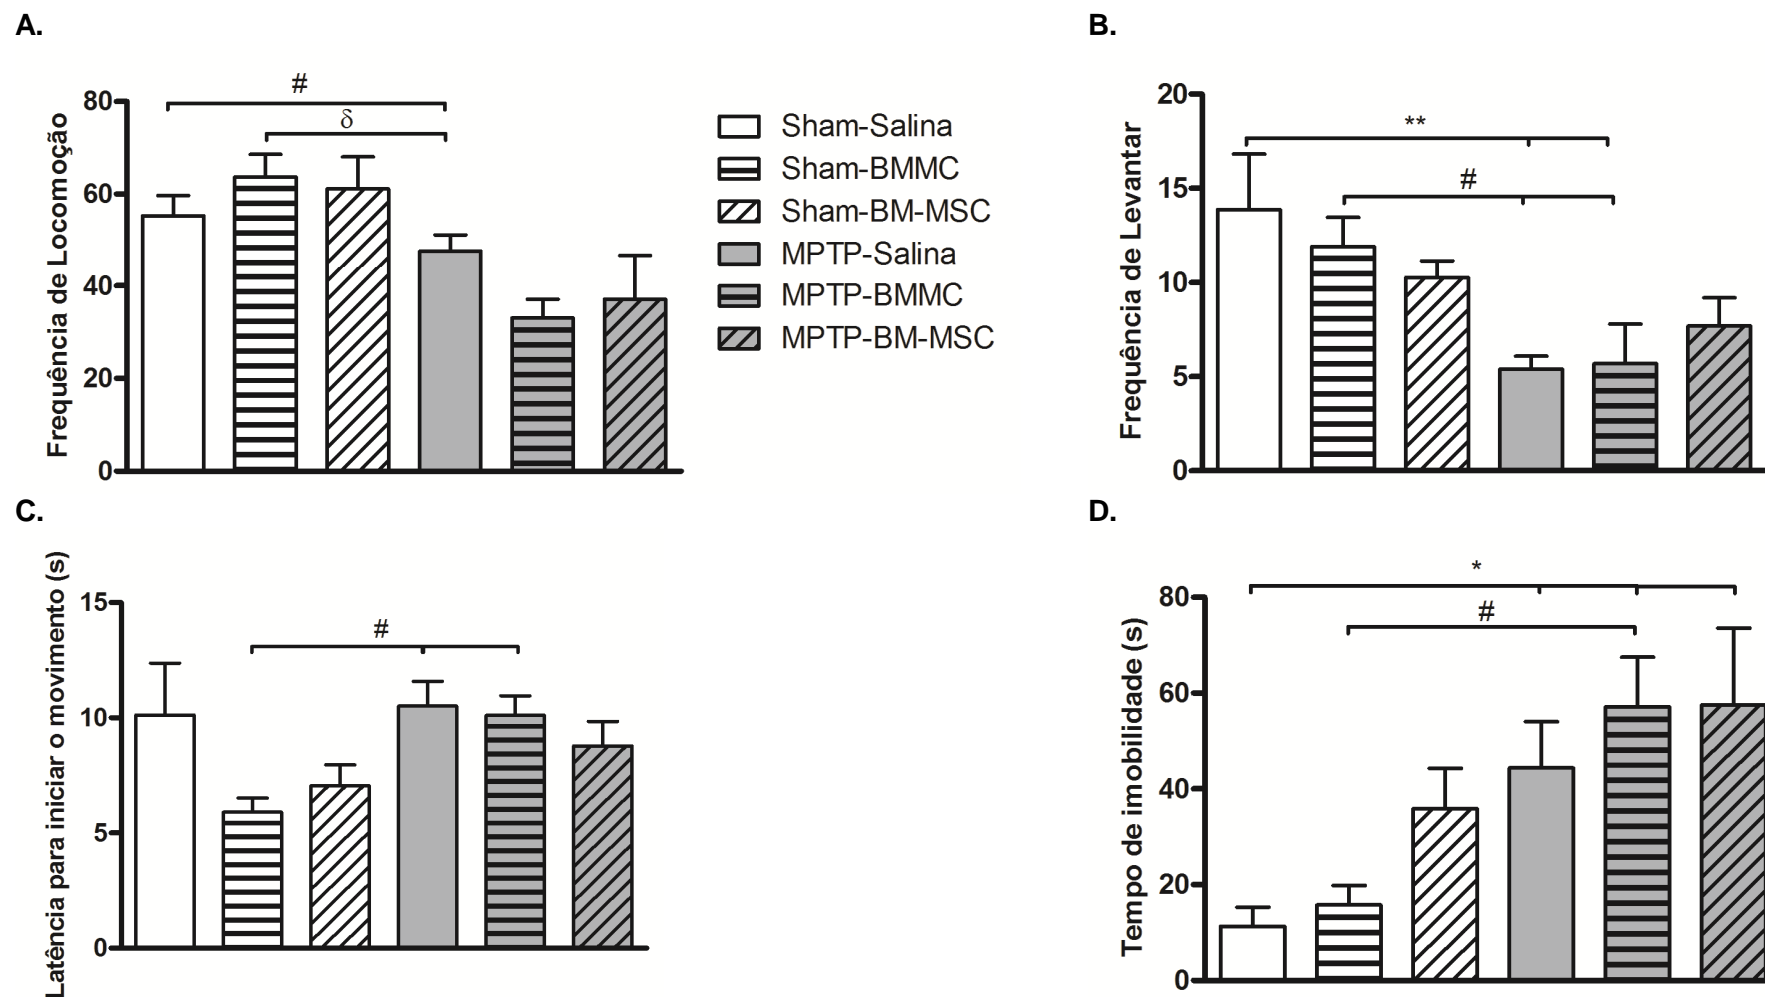 A.
#
δ
80
60
40
20
0
Frequência de Locomoção
Sham-Salina
Sham-BMMC
Sham-BM-MSC
MPTP-Salina
MPTP-BMMC
MPTP-BM-MSC
B.
**
#
20
15
10
5
0
Frequência de Levantar
C.
#
15
10
5
0
Latência para iniciar o movimento (s)
D.
*
#
80
60
40
20
0
Tempo de imobilidade (s)